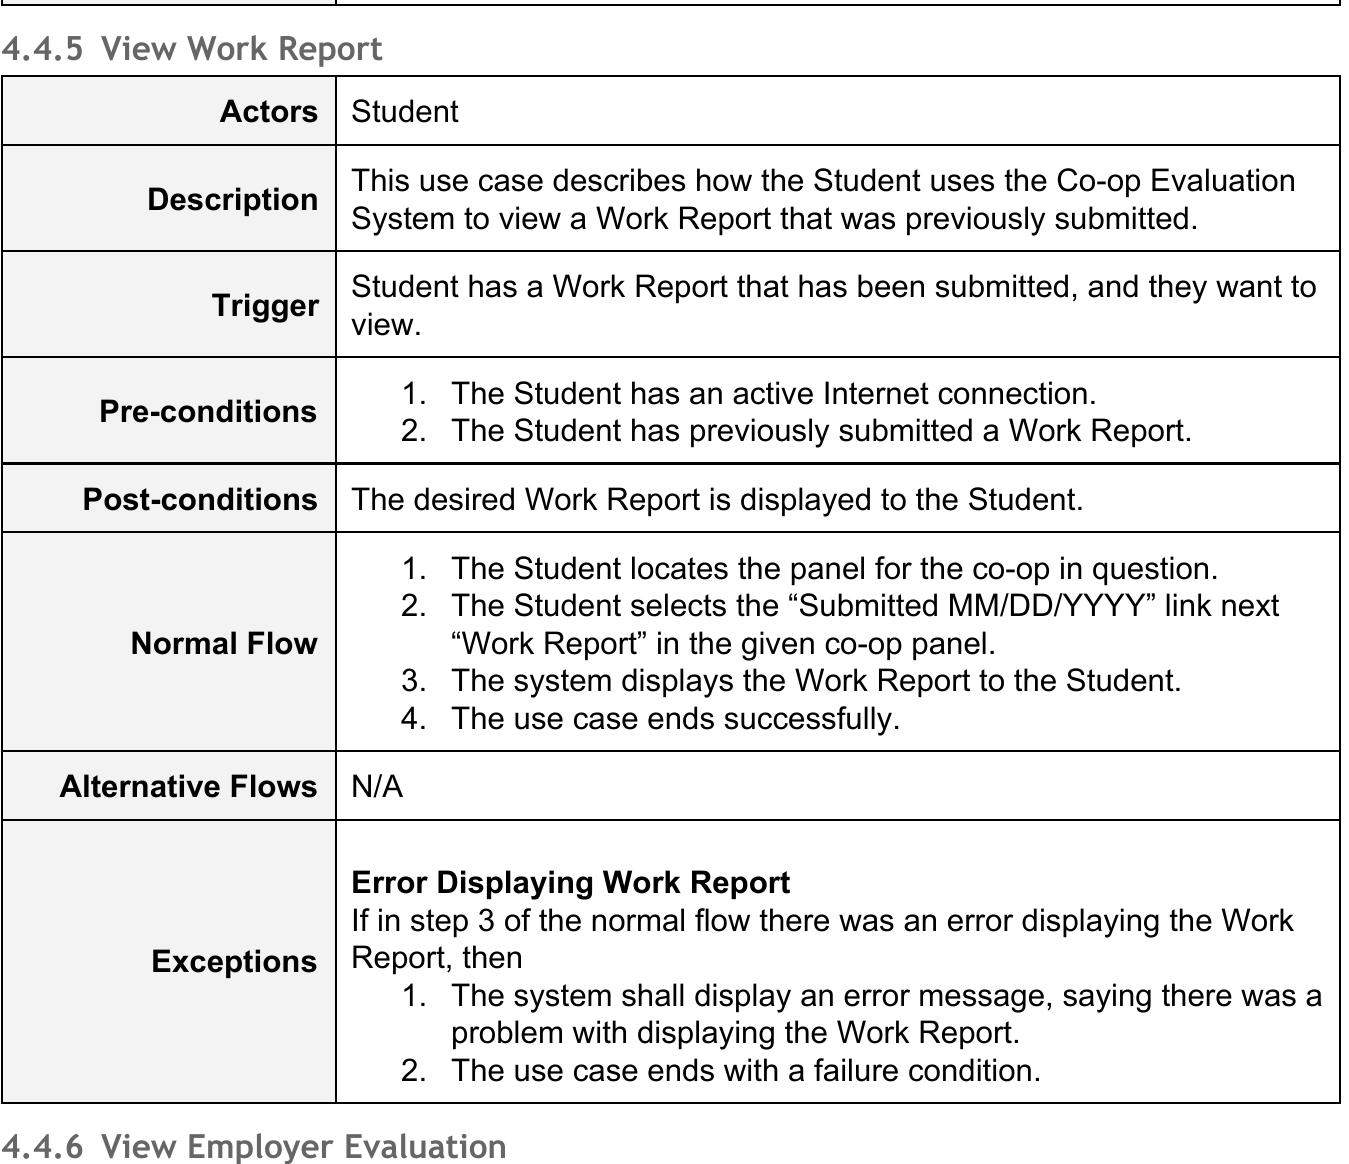 4.4.5 View Work Report
Actors
Student
Description
This use case describes how the Student uses the Co-op Evaluation
System to view a Work Report that was previously submitted.
Trigger
Student has a Work Report that has been submitted, and they want to
view.
Pre-conditions
1. The Student has an active Internet connection.
2. The Student has previously submitted a Work Report.
Post-conditions
The desired Work Report is displayed to the Student.
Normal Flow
1. The Student locates the panel for the co-op in question.
2. The Student selects the “Submitted MM/DD/YYYY” link next
“Work Report” in the given co-op panel.
3. The system displays the Work Report to the Student.
4. The use case ends successfully.
Alternative Flows
N/A
Exceptions
Error Displaying Work Report
If in step 3 of the normal flow there was an error displaying the Work
Report, then
1. The system shall display an error message, saying there was a
problem with displaying the Work Report.
2. The use case ends with a failure condition.
4.4.6 View Employer Evaluation